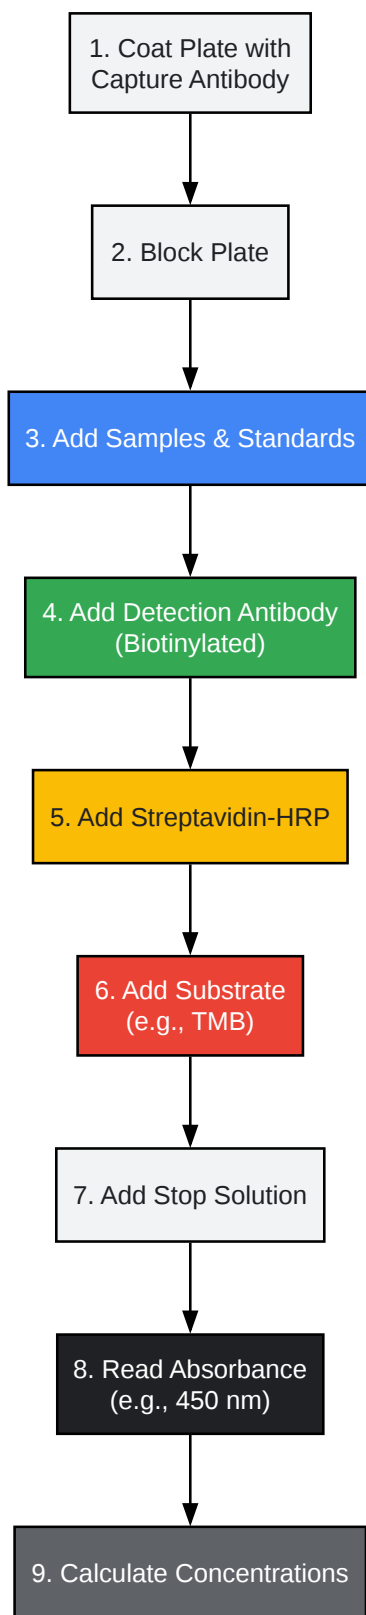 1. Coat Plate with
Capture Antibody
2. Block Plate
3. Add Samples & Standards
4. Add Detection Antibody
(Biotinylated)
5. Add Streptavidin-HRP
6. Add Substrate
(e.g., TMB)
7. Add Stop Solution
8. Read Absorbance
(e.g., 450 nm)
9. Calculate Concentrations